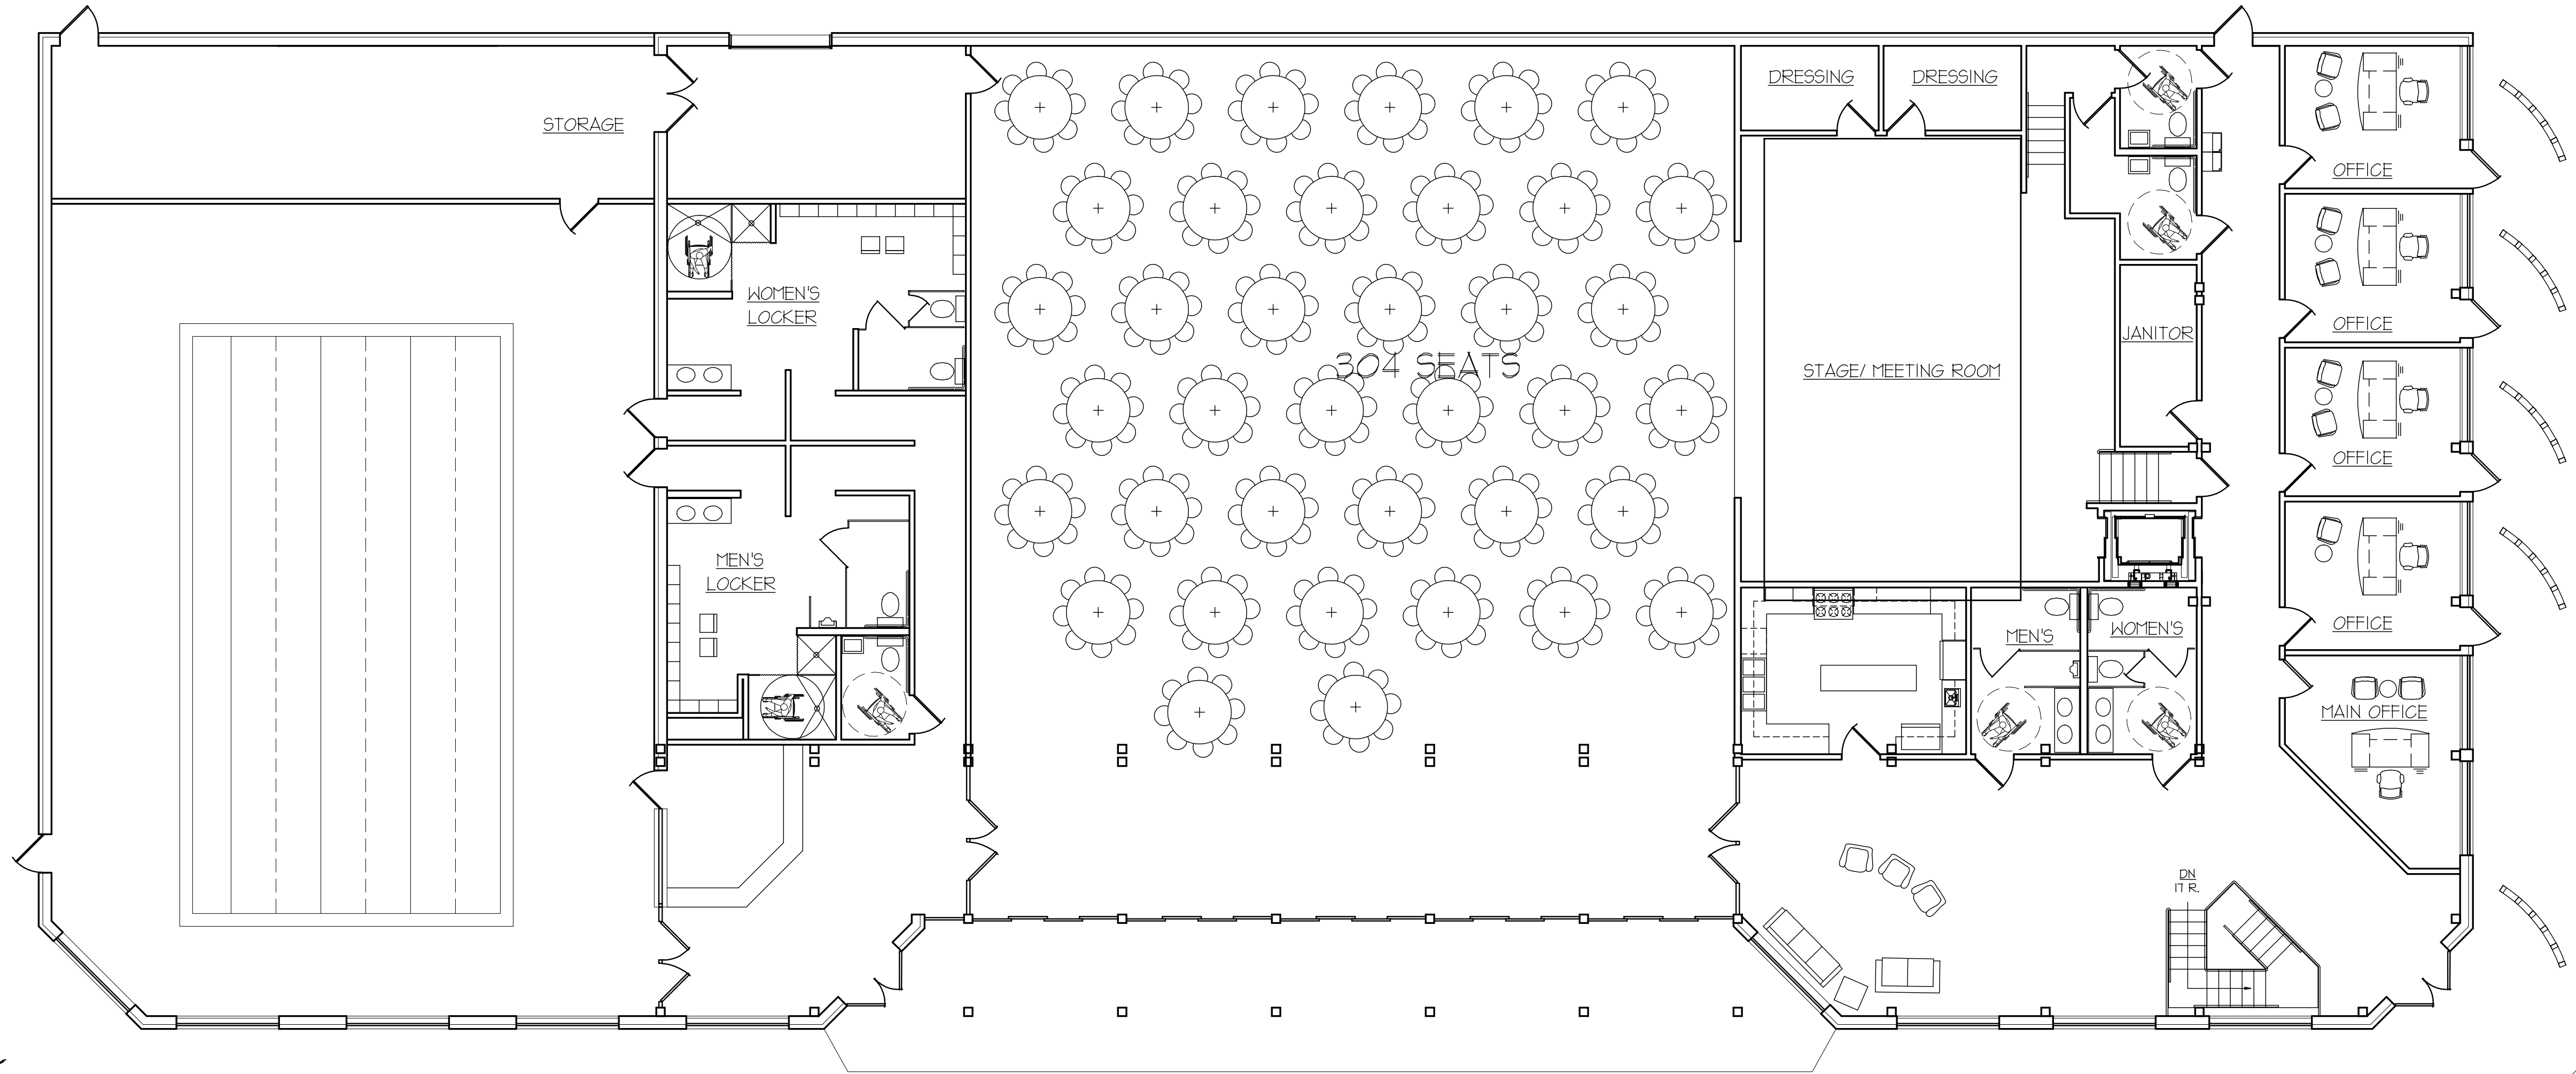 DRESSING
DRESSING
STORAGE
OFFICE
WOMEN'S
LOCKER
OFFICE
JANITOR
304 SEATS
STAGE/ MEETING ROOM
OFFICE
MEN'S
LOCKER
OFFICE
MEN'S
WOMEN'S
MAIN OFFICE
DN
17 R.